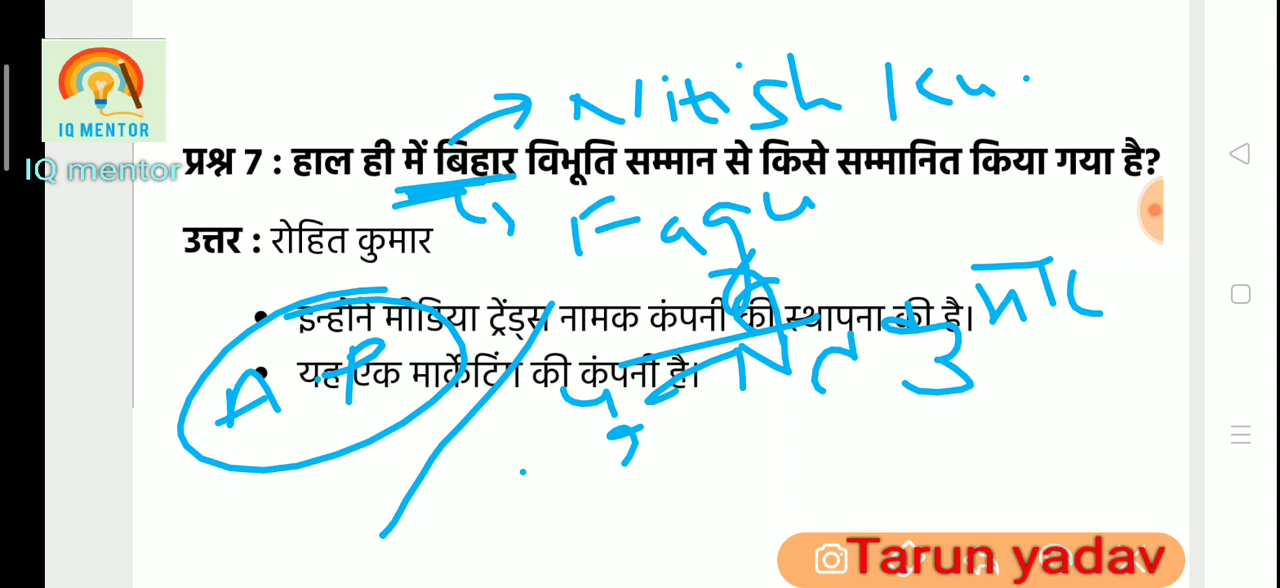 IQ MENTOR
IQ mentor
Nitish Ku.
प्रश्न 7 : हाल ही में बिहार विभूति सम्मान से किसे सम्मानित किया गया है?
Fagu
उत्तर : रोहित कुमार
इन्होंने मीडिया ट्रेंड्स नामक कंपनी की स्थापना की है।
यह एक मार्केटिंग की कंपनी है।
A.P
Tarun yadav